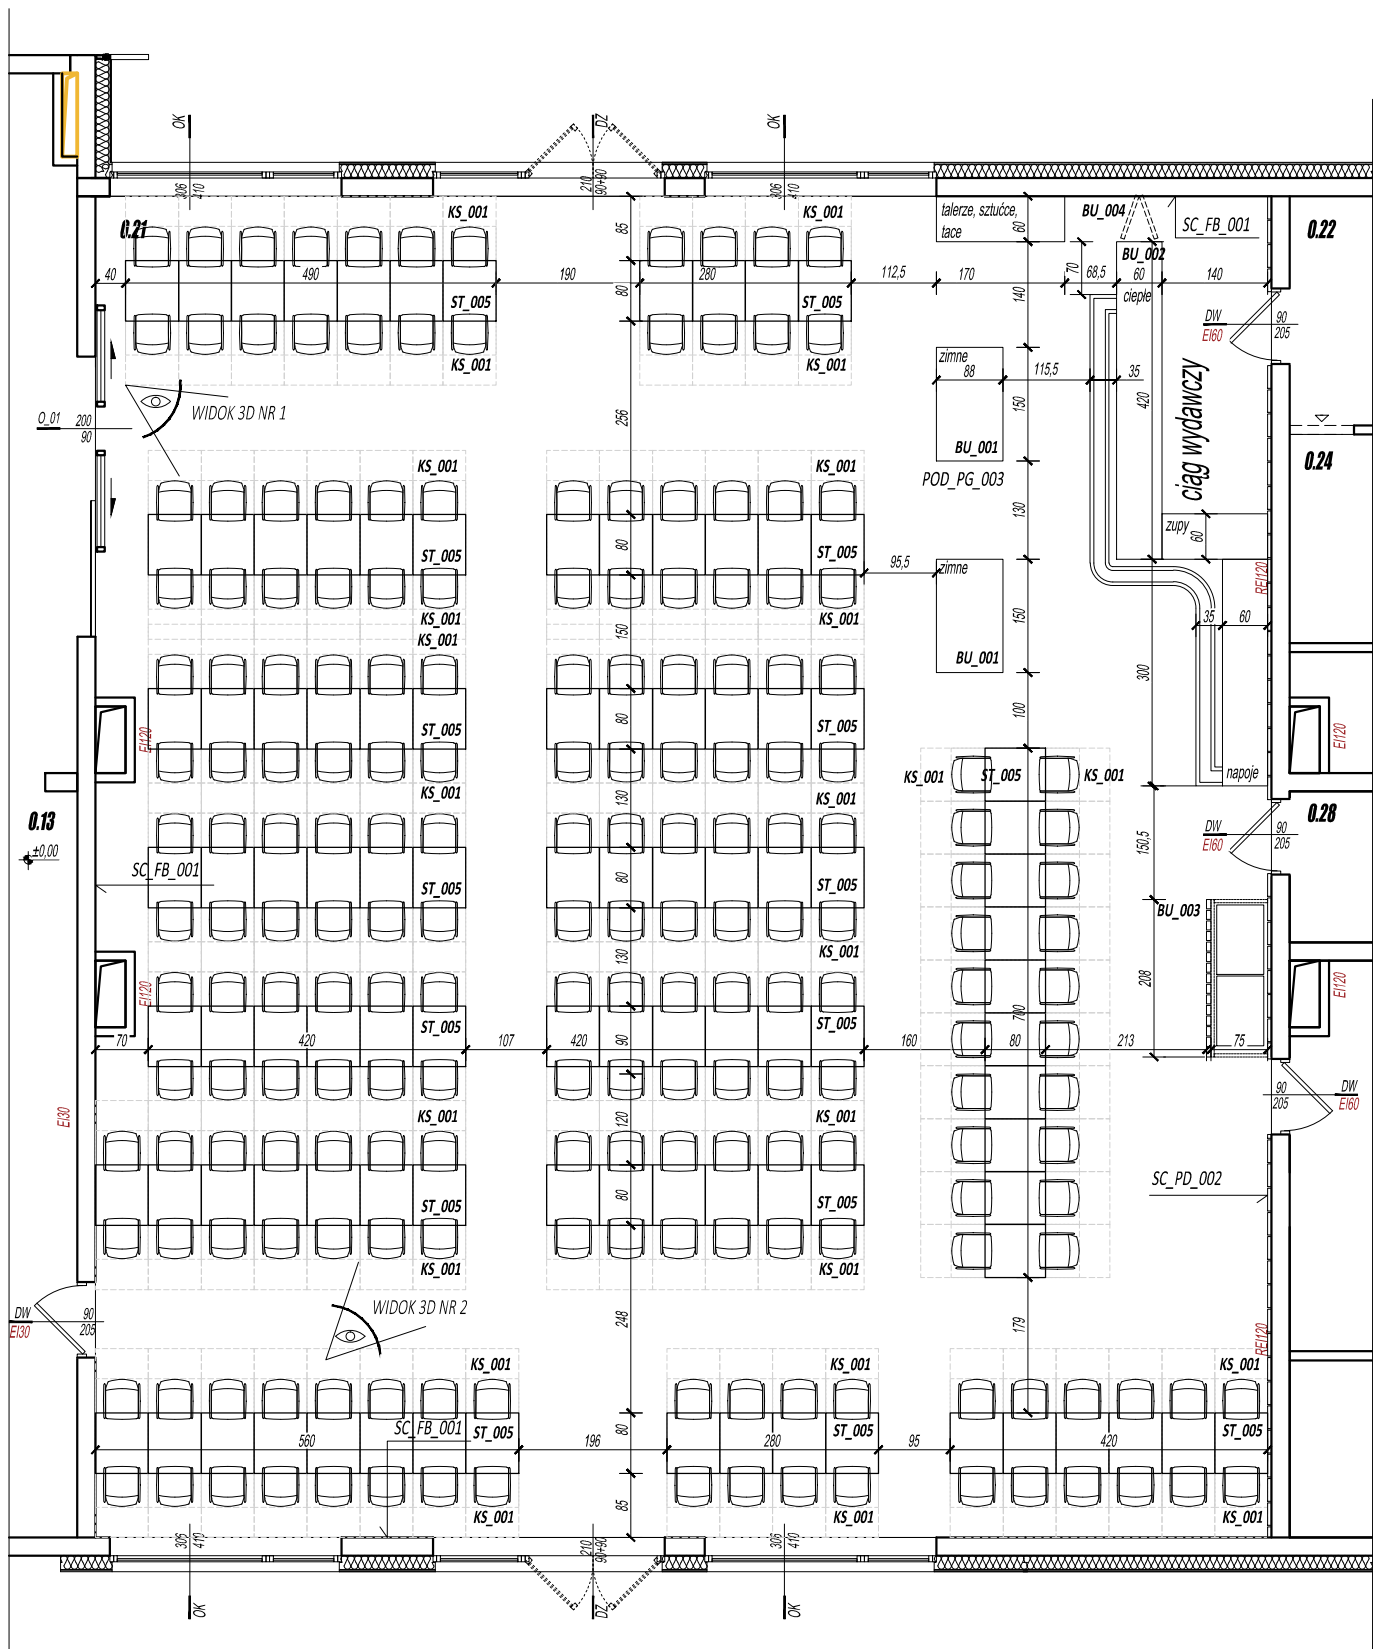 OK
DZ
OK
306
410
210
90+90
306
410
KS_001
KS_001
talerze, sztućce,
tace
BU_004
SC_FB_001
0.21
0.22
85
60
BU_002
40
490
190
280
112,5
170
70
68,5
60
140
ST_005
ST_005
80
140
ciepłe
DW
EI60
90
205
KS_001
KS_001
zimne
88
115,5
35
WIDOK 3D NR 1
O_01
200
90
256
150
420
ciąg wydawczy
BU_001
POD_PG_003
0.24
KS_001
KS_001
130
zupy
60
80
ST_005
ST_005
95,5
zimne
REI120
KS_001
KS_001
KS_001
150
150
35
60
BU_001
300
ST_005
ST_005
80
100
EI120
EI120
KS_001
ST_005
KS_001
napoje
KS_001
KS_001
130
0.13
±0,00
0.28
DW
EI60
90
205
150,5
SC_FB_001
ST_005
ST_005
80
BU_003
KS_001
130
208
EI120
EI120
ST_005
ST_005
700
70
420
107
420
90
160
80
213
75
EI30
KS_001
KS_001
120
90
205
DW
EI60
SC_PD_002
ST_005
ST_005
80
KS_001
KS_001
WIDOK 3D NR 2
DW
EI30
90
205
248
179
REI120
KS_001
KS_001
KS_001
SC_FB_001
ST_005
ST_005
ST_005
560
196
80
280
95
420
KS_001
KS_001
KS_001
85
306
410
210
90+90
306
410
OK
DZ
OK